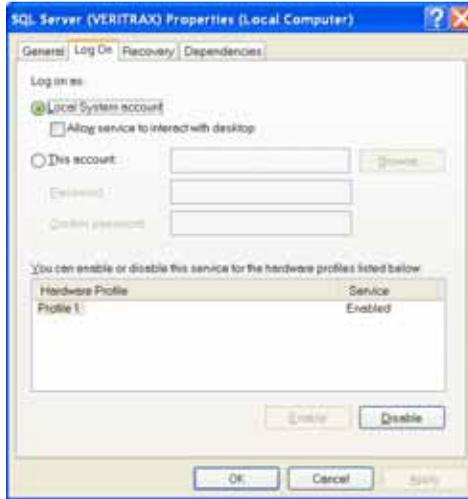 SQL Server (VERITRAX) Properties (Local Computer)
General Log On Recovery Dependencies
Log on as:
Local System account
Allow service to interact with desktop
This account: Browse...
Password:
Confirm password:
You can enable or disable this service for the hardware profiles listed below:
Hardware Profile Service
Profile 1 Enabled
Enable Disable
OK Cancel Apply